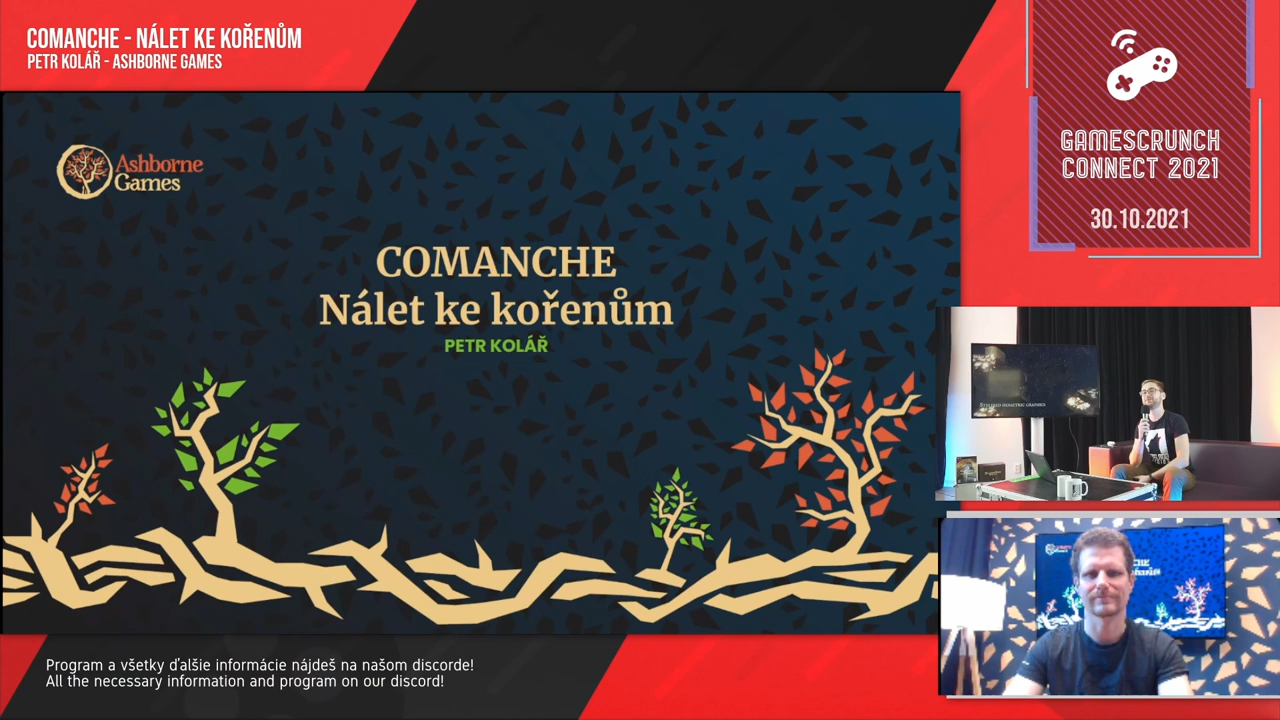 COMANCHE - NÁLET KE KOŘENŮM
PETR KOLÁŘ - ASHBORNE GAMES
Ashborne
Games
COMANCHE
Nálet ke kořenům
PETR KOLÁŘ
GAMESCRUNCH
CONNECT 2021
30.10.2021
Program a všetky ďalšie informácie nájdeš na našom discorde!
All the necessary information and program on our discord!